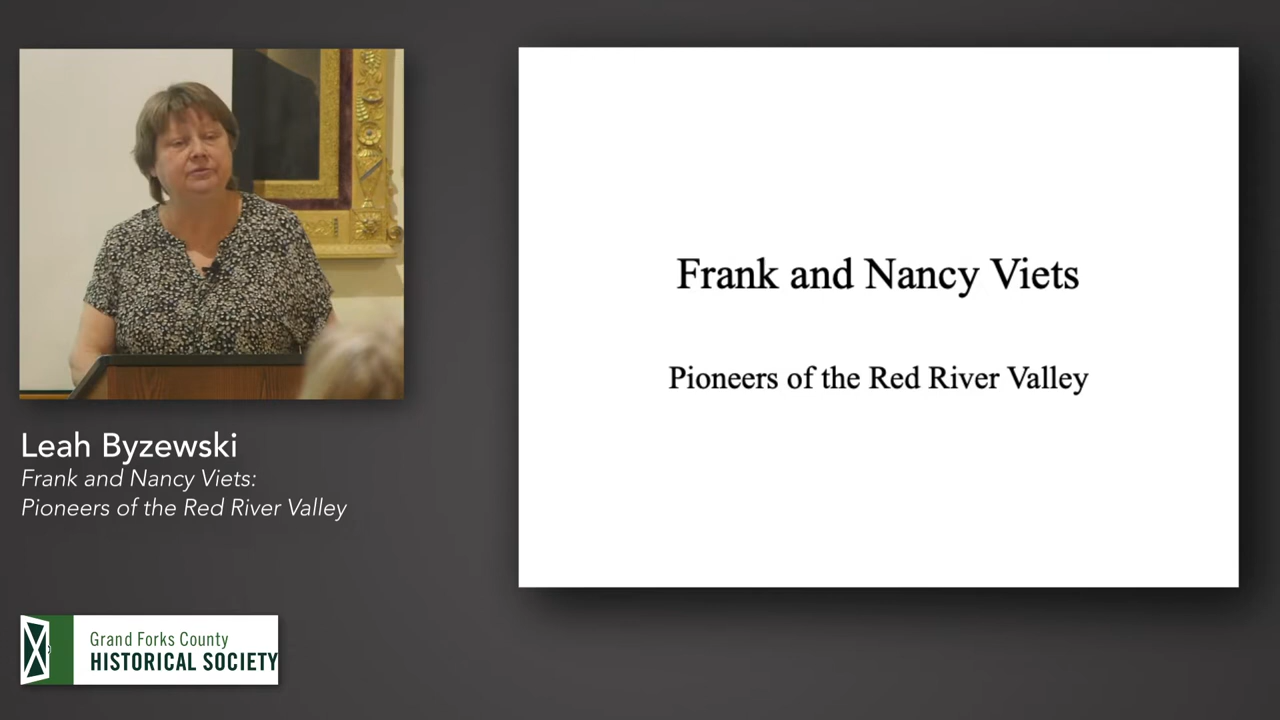 Frank and Nancy Viets
Pioneers of the Red River Valley
Leah Byzewski
Frank and Nancy Viets:
Pioneers of the Red River Valley
Grand Forks County
HISTORICAL SOCIETY